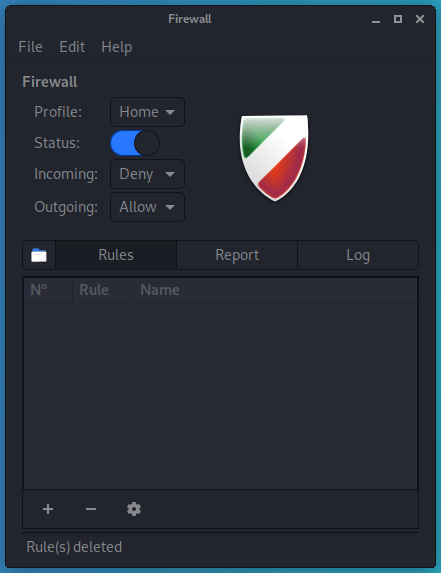 Firewall
File Edit Help
Firewall
Profile: Home
Status:
Incoming: Deny
Outgoing: Allow
Rules Report Log
Nº Rule Name
Rule(s) deleted